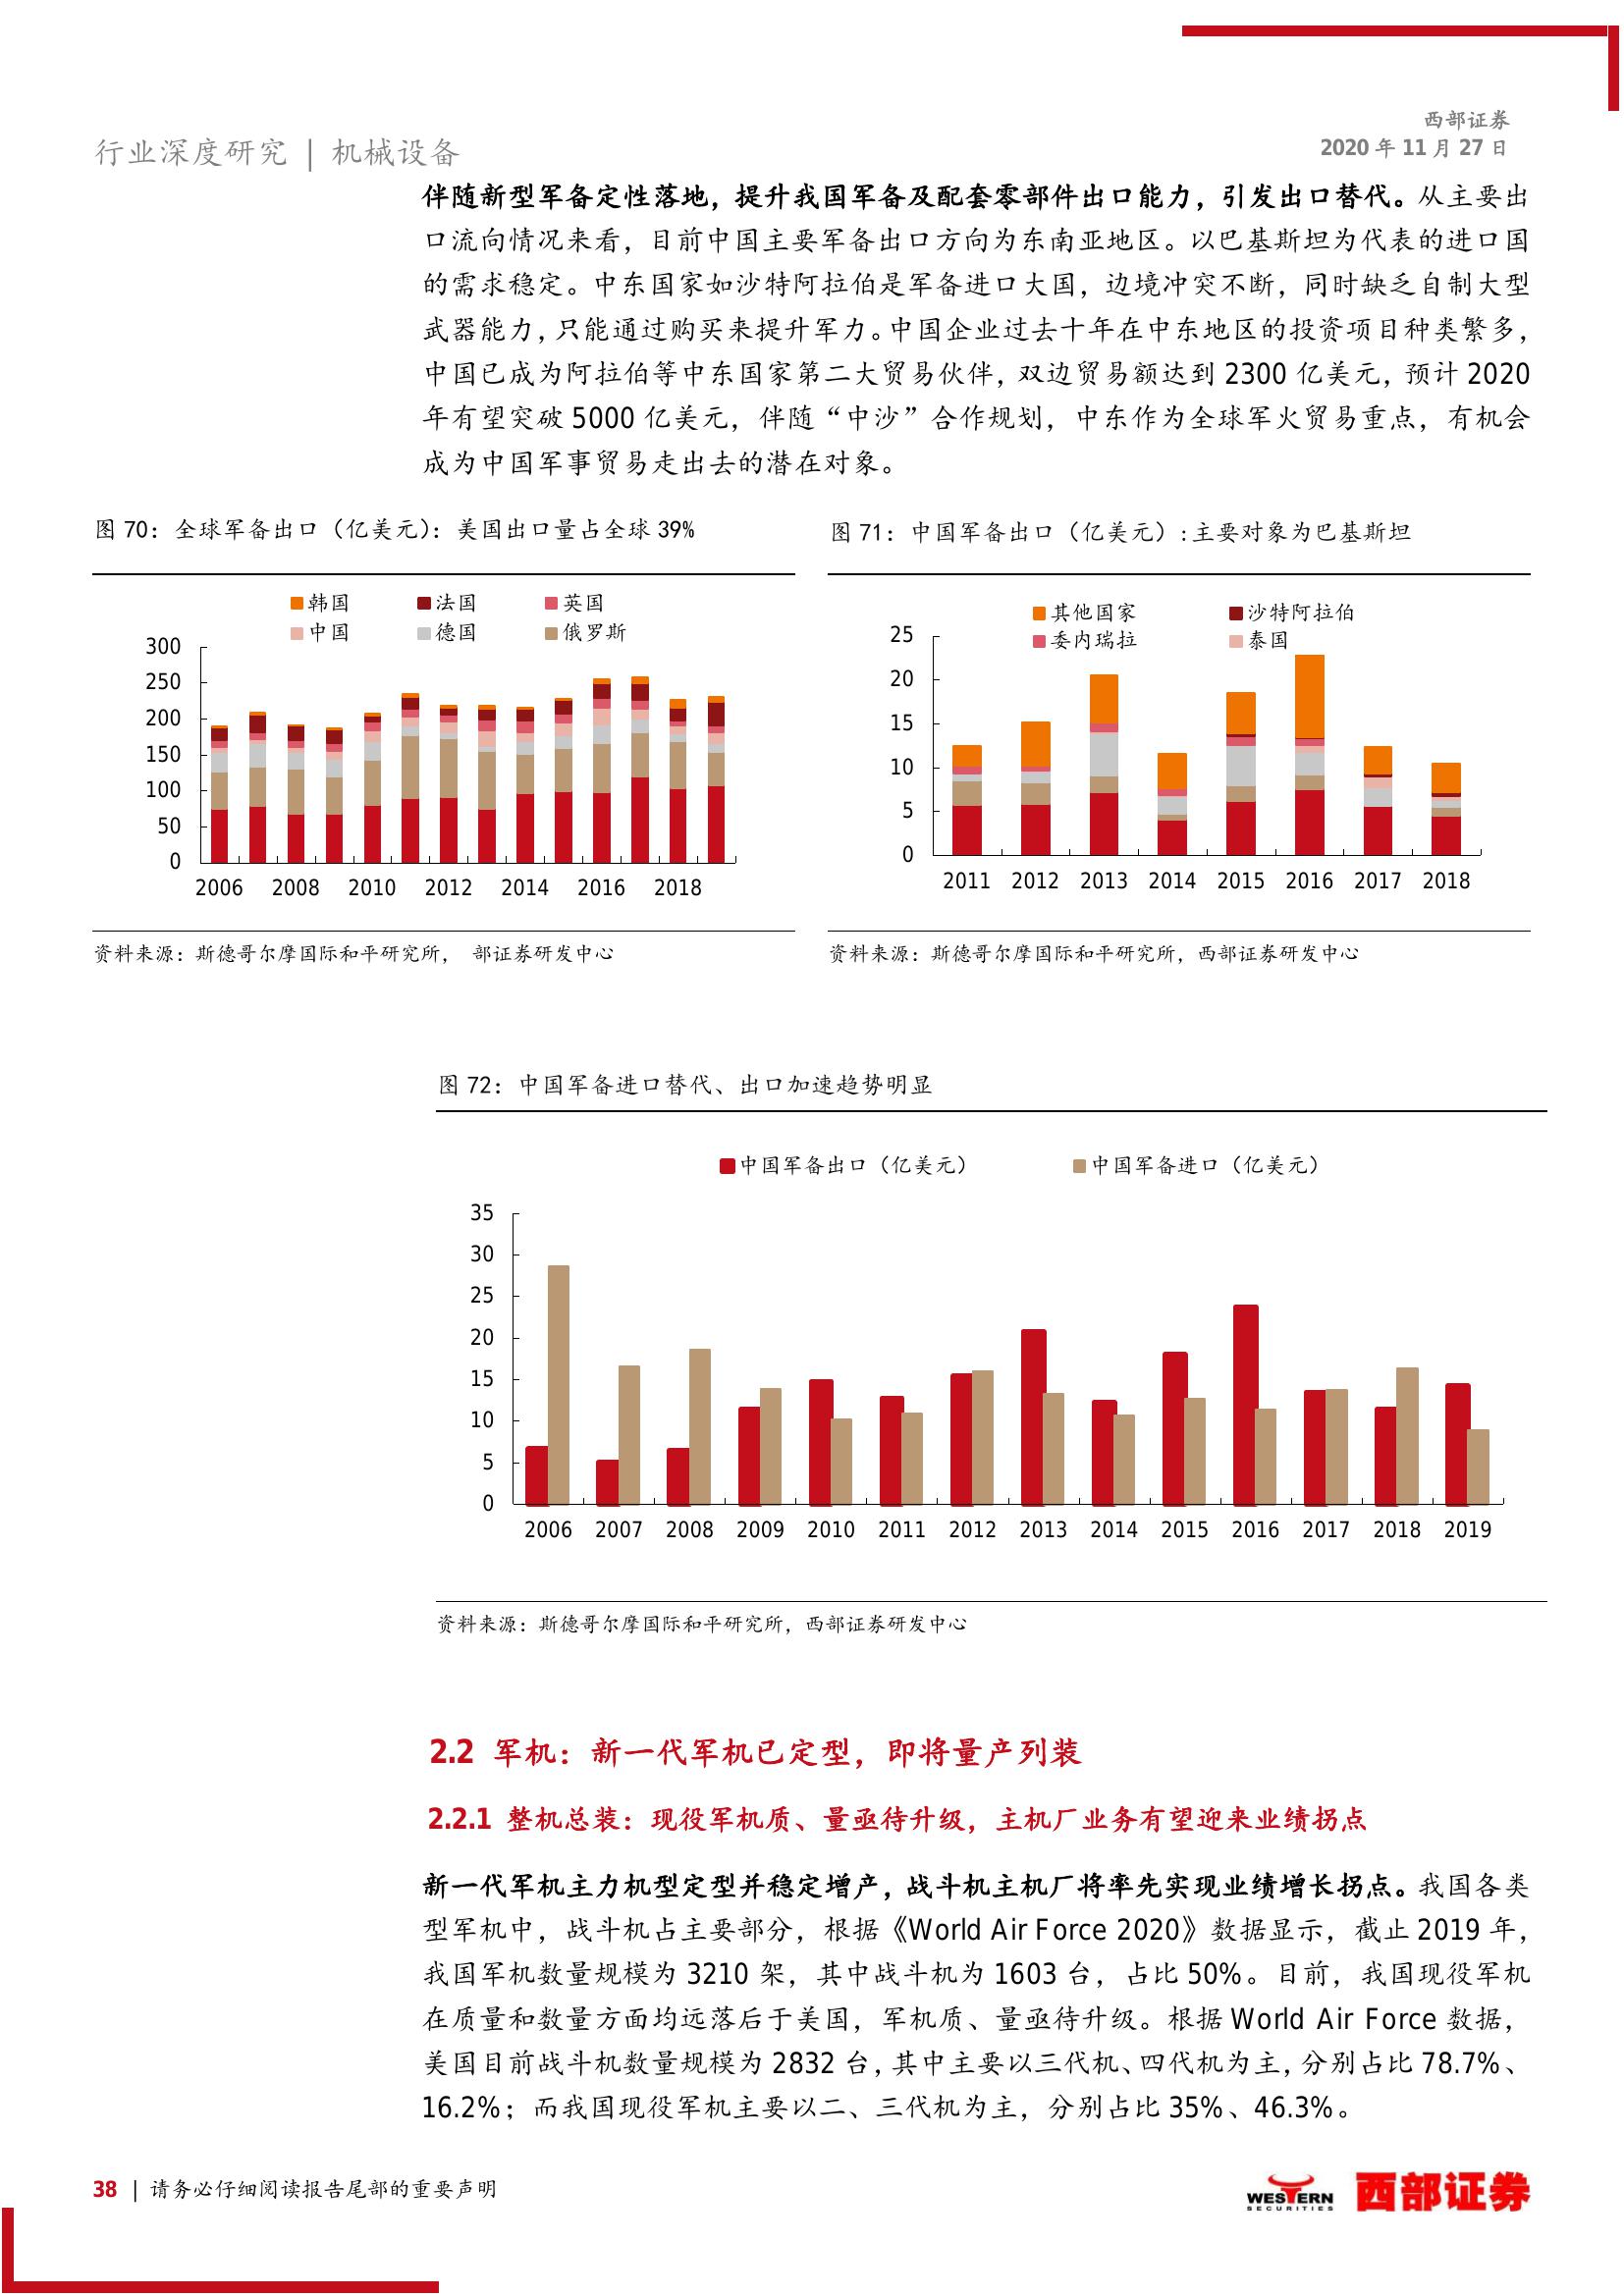 西部证券
行业深度研究 | 机械设备
2020 年 11 月 27 日
伴随新型军备定性落地，提升我国军备及配套零部件出口能力，引发出口替代。从主要出
口流向情况来看，目前中国主要军备出口方向为东南亚地区。以巴基斯坦为代表的进口国
的需求稳定。中东国家如沙特阿拉伯是军备进口大国，边境冲突不断，同时缺乏自制大型
武器能力，只能通过购买来提升军力。中国企业过去十年在中东地区的投资项目种类繁多，
中国已成为阿拉伯等中东国家第二大贸易伙伴，双边贸易额达到 2300 亿美元，预计 2020
年有望突破 5000 亿美元，伴随“中沙”合作规划，中东作为全球军火贸易重点，有机会
成为中国军事贸易走出去的潜在对象。
图 70：全球军备出口（亿美元）：美国出口量占全球 39%
韩国 法国 英国
中国 德国 俄罗斯
300
250
200
150
100
50
0
2006 2008 2010 2012 2014 2016 2018
资料来源：斯德哥尔摩国际和平研究所， 部证券研发中心
图 71：中国军备出口（亿美元）:主要对象为巴基斯坦
其他国家 沙特阿拉伯
委内瑞拉 泰国
25
20
15
10
5
0
2011 2012 2013 2014 2015 2016 2017 2018
资料来源：斯德哥尔摩国际和平研究所，西部证券研发中心
图 72：中国军备进口替代、出口加速趋势明显
中国军备出口（亿美元） 中国军备进口（亿美元）
35
30
25
20
15
10
5
0
2006 2007 2008 2009 2010 2011 2012 2013 2014 2015 2016 2017 2018 2019
资料来源：斯德哥尔摩国际和平研究所，西部证券研发中心
2.2 军机：新一代军机已定型，即将量产列装
2.2.1 整机总装：现役军机质、量亟待升级，主机厂业务有望迎来业绩拐点
新一代军机主力机型定型并稳定增产，战斗机主机厂将率先实现业绩增长拐点。我国各类
型军机中，战斗机占主要部分，根据《World Air Force 2020》数据显示，截止 2019 年，
我国军机数量规模为 3210 架，其中战斗机为 1603 台，占比 50%。目前，我国现役军机
在质量和数量方面均远落后于美国，军机质、量亟待升级。根据 World Air Force 数据，
美国目前战斗机数量规模为 2832 台，其中主要以三代机、四代机为主，分别占比 78.7%、
16.2%；而我国现役军机主要以二、三代机为主，分别占比 35%、46.3%。
38 | 请务必仔细阅读报告尾部的重要声明
WESTERN
SECURITIES
西部证券